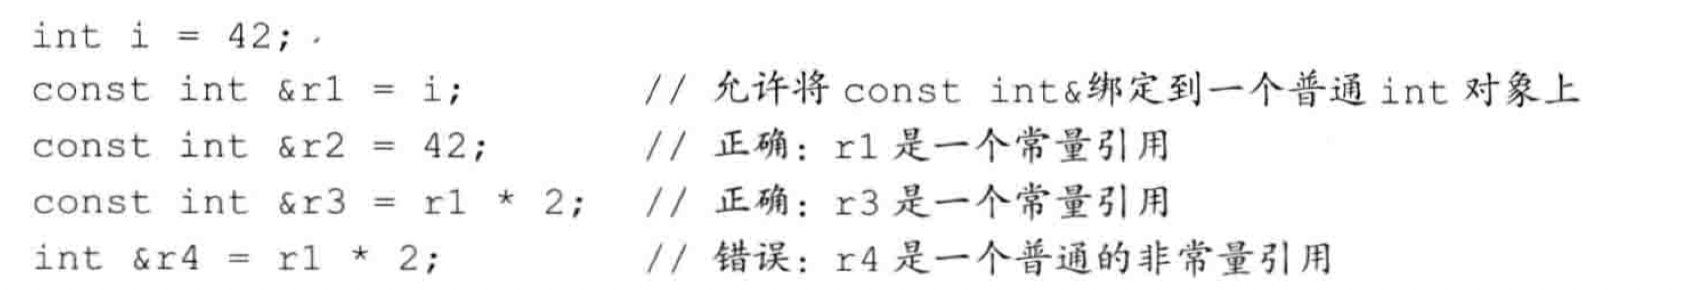 int i = 42;
const int &r1 = i; // 允许将 const int&绑定到一个普通 int 对象上
const int &r2 = 42; // 正确：r1 是一个常量引用
const int &r3 = r1 * 2; // 正确：r3 是一个常量引用
int &r4 = r1 * 2; // 错误：r4 是一个普通的非常量引用